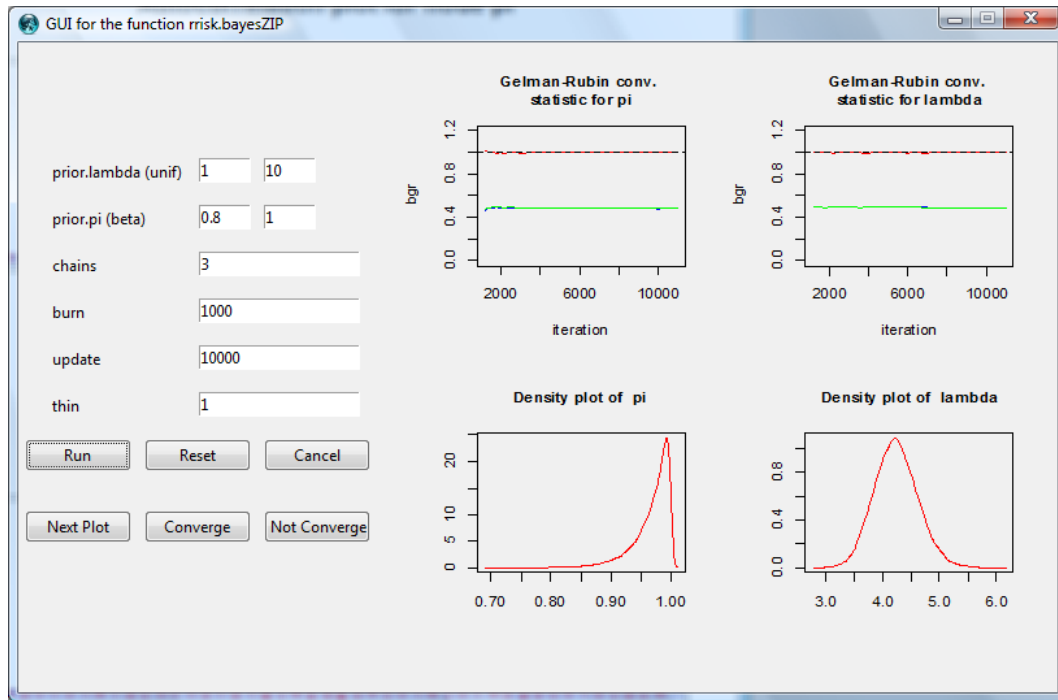 GUI for the function rrisk.bayesZIP
prior.lambda (unif) 1 10
prior.pi (beta) 0.8 1
chains 3
burn 1000
update 10000
thin 1
Run Reset Cancel
Next Plot Converge Not Converge
Gelman-Rubin conv.
statistic for pi
bgr
1.2
0.8
0.4
0.0
2000 6000 10000
iteration
Gelman-Rubin conv.
statistic for lambda
bgr
1.2
0.8
0.4
0.0
2000 6000 10000
iteration
Density plot of pi
20
10
5
0
0.70 0.80 0.90 1.00
Density plot of lambda
0.8
0.4
0.0
3.0 4.0 5.0 6.0